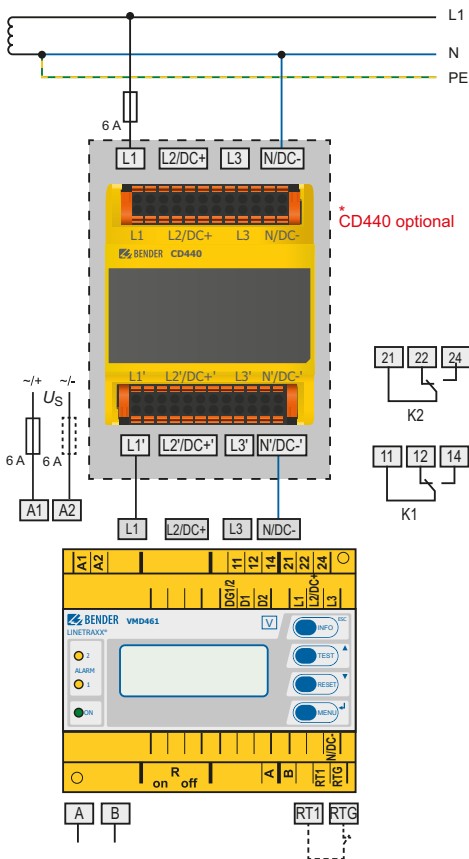 L1
N
PE
6 A
L1 L2/DC+ L3 N/DC-
*
CD440 optional
L1 L2/DC+ L3 N/DC-
BENDER CD440
L1' L2'/DC+' L3' N'/DC-'
21 22 24
K2
~/+ ~/-
US
6 A 6 A
A1 A2
L1' L2'/DC+' L3' N'/DC-'
11 12 14
K1
L1 L2/DC+ L3 N/DC-
A1 A2 11 12 14 21 22 24
DG1/2 D1 D2 L1 L2/DC+ L3
BENDER VMD461 V
LINETRAXX®
INFO ESC
2
ALARM
1
TEST
RESET
ON
MENU
N/DC-
R
on off
A B RT1 RTG
A B RT1 RTG